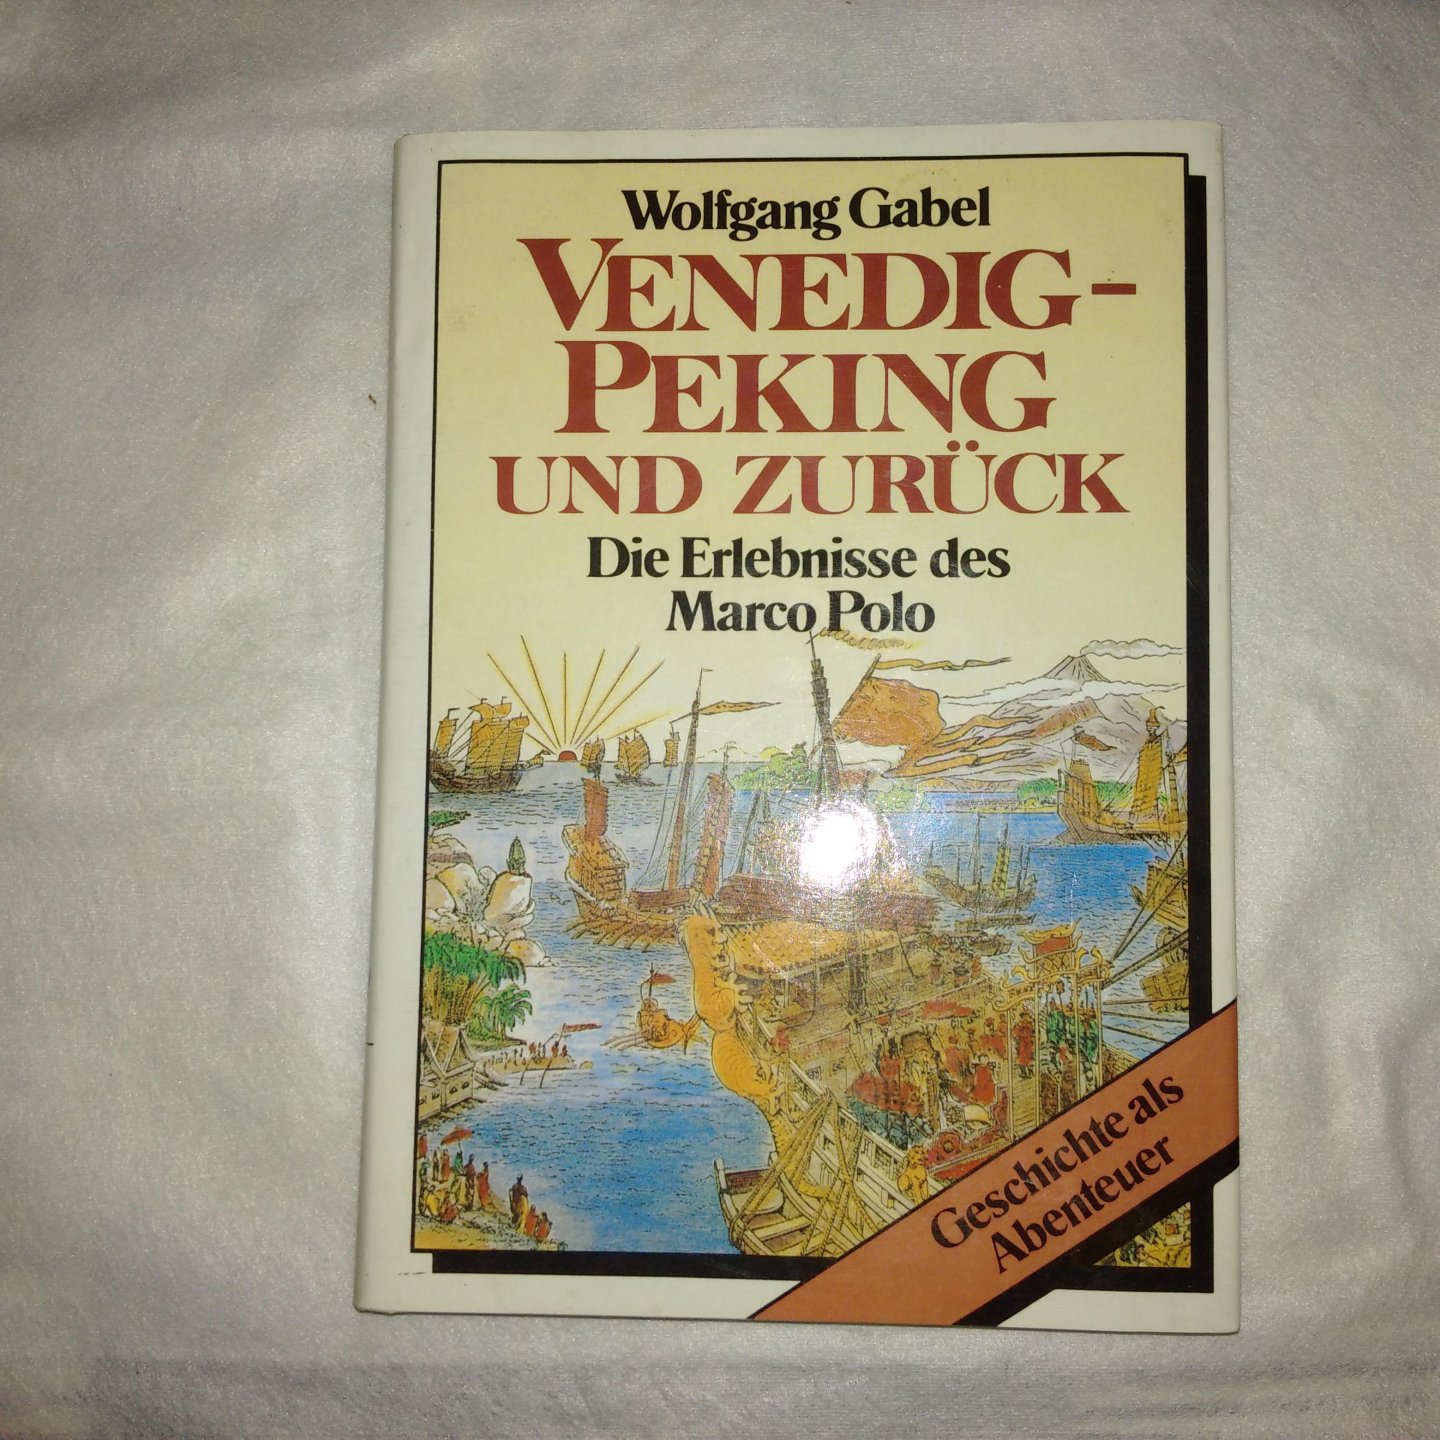 Wolfgang Gabel
VENEDIG-
PEKING
UND ZURÜCK
Die Erlebnisse des
Marco Polo
Geschichte als
Abenteuer